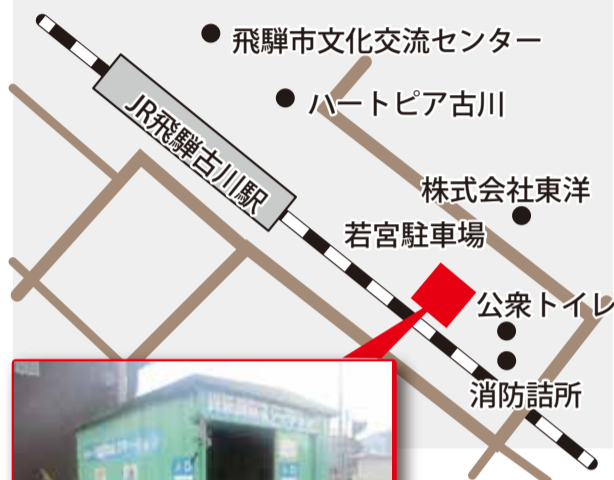 飛騨市文化交流センター
ハートピア古川
JR飛騨古川駅
株式会社東洋
若宮駐車場
公衆トイレ
消防詰所